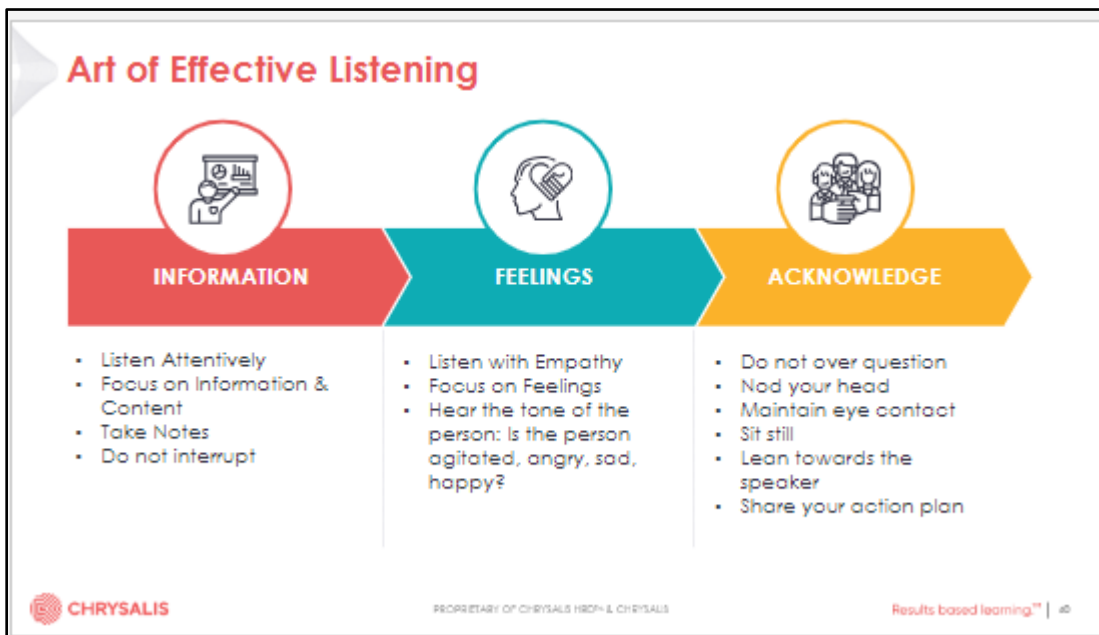 Art of Effective Listening
INFORMATION
▪ Listen Attentively
▪ Focus on Information &
Content
▪ Take Notes
▪ Do not interrupt
FEELINGS
▪ Listen with Empathy
▪ Focus on Feelings
▪ Hear the tone of the
person: Is the person
agitated, angry, sad,
happy?
ACKNOWLEDGE
▪ Do not over question
▪ Nod your head
▪ Maintain eye contact
▪ Sit still
▪ Lean towards the
speaker
▪ Share your action plan
CHRYSALIS
PROPRIETARY OF CHRYSALIS & CHRYSALIS
Results based learning.